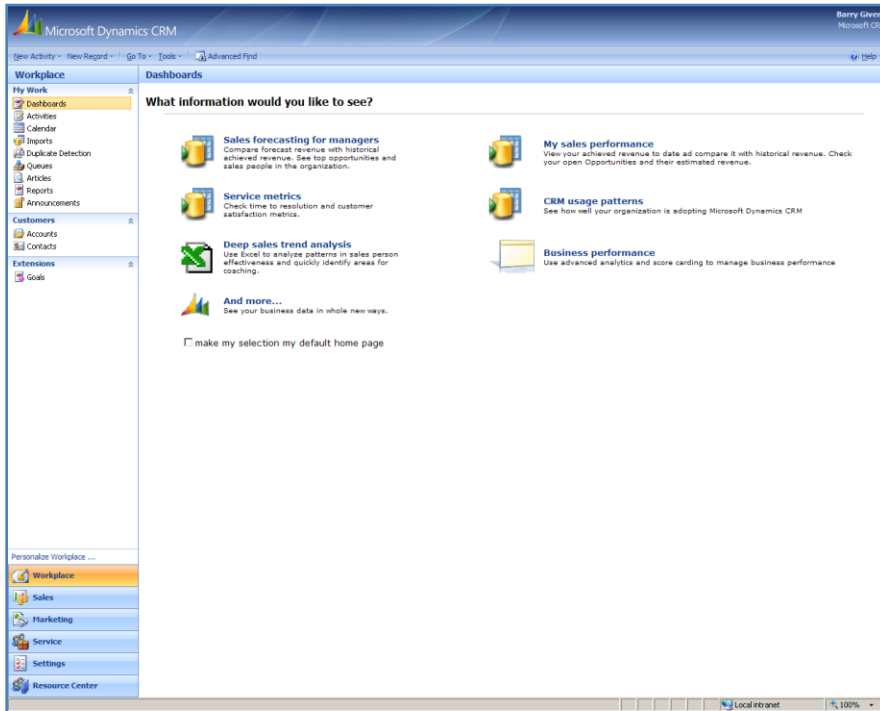 Microsoft Dynamics CRM
Barry Given
Microsoft CR
New Activity New Record Go To Tools Advanced Find
Help
Workplace
My Work
Dashboards
Activities
Calendar
Imports
Duplicate Detection
Queues
Articles
Reports
Announcements
Customers
Accounts
Contacts
Extensions
Goals
Personalize Workplace ...
Workplace
Sales
Marketing
Service
Settings
Resource Center
Dashboards
What information would you like to see?
Sales forecasting for managers
Compare forecast revenue with historical
achieved revenue. See top opportunities and
sales people in the organization.
My sales performance
View your achieved revenue to date ad compare it with historical revenue. Check
your open Opportunities and their estimated revenue.
Service metrics
Check time to resolution and customer
satisfaction metrics.
CRM usage patterns
See how well your organization is adopting Microsoft Dynamics CRM
Deep sales trend analysis
Use Excel to analyze patterns in sales person
effectiveness and quickly identify areas for
coaching.
Business performance
Use advanced analytics and score carding to manage business performance
And more...
See your business data in whole new ways.
make my selection my default home page
Local intranet
100%